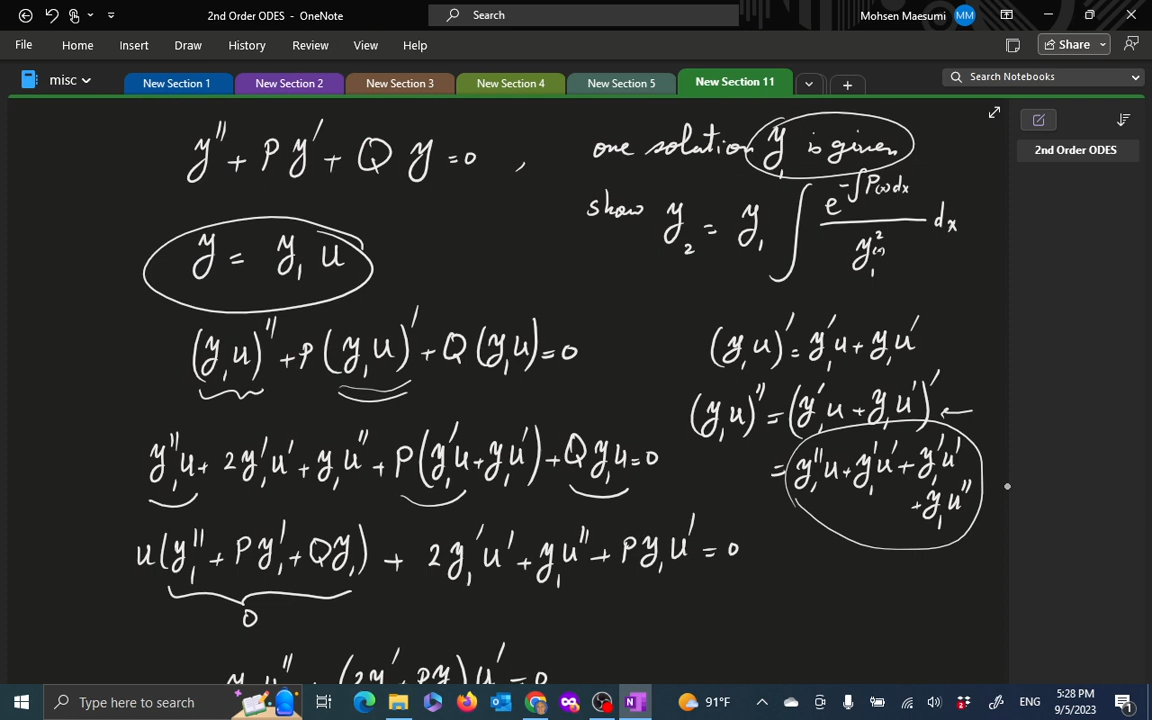 2nd Order ODES - OneNote
Search
Mohsen Maesumi MM
File Home Insert Draw History Review View Help
Share
misc
New Section 1 New Section 2 New Section 3 New Section 4 New Section 5 New Section 11
Search Notebooks
2nd Order ODES
y'' + P y' + Q y = 0 ,
one solution y₁ is given
show y₂ = y₁ ∫ e^(-∫P(x)dx) / y₁²(x) dx
y = y₁ u
(y₁u)'' + P(y₁u)' + Q(y₁u) = 0
(y₁u)' = y₁'u + y₁u'
(y₁u)'' = (y₁'u + y₁u')' ←
= y₁''u + y₁'u' + y₁'u'
+ y₁u''
y₁''u + 2y₁'u' + y₁u'' + P(y₁'u + y₁u') + Qy₁u = 0
u(y₁'' + Py₁' + Qy₁) + 2y₁'u' + y₁u'' + Py₁u' = 0
0
Type here to search
91°F
ENG
5:28 PM
9/5/2023